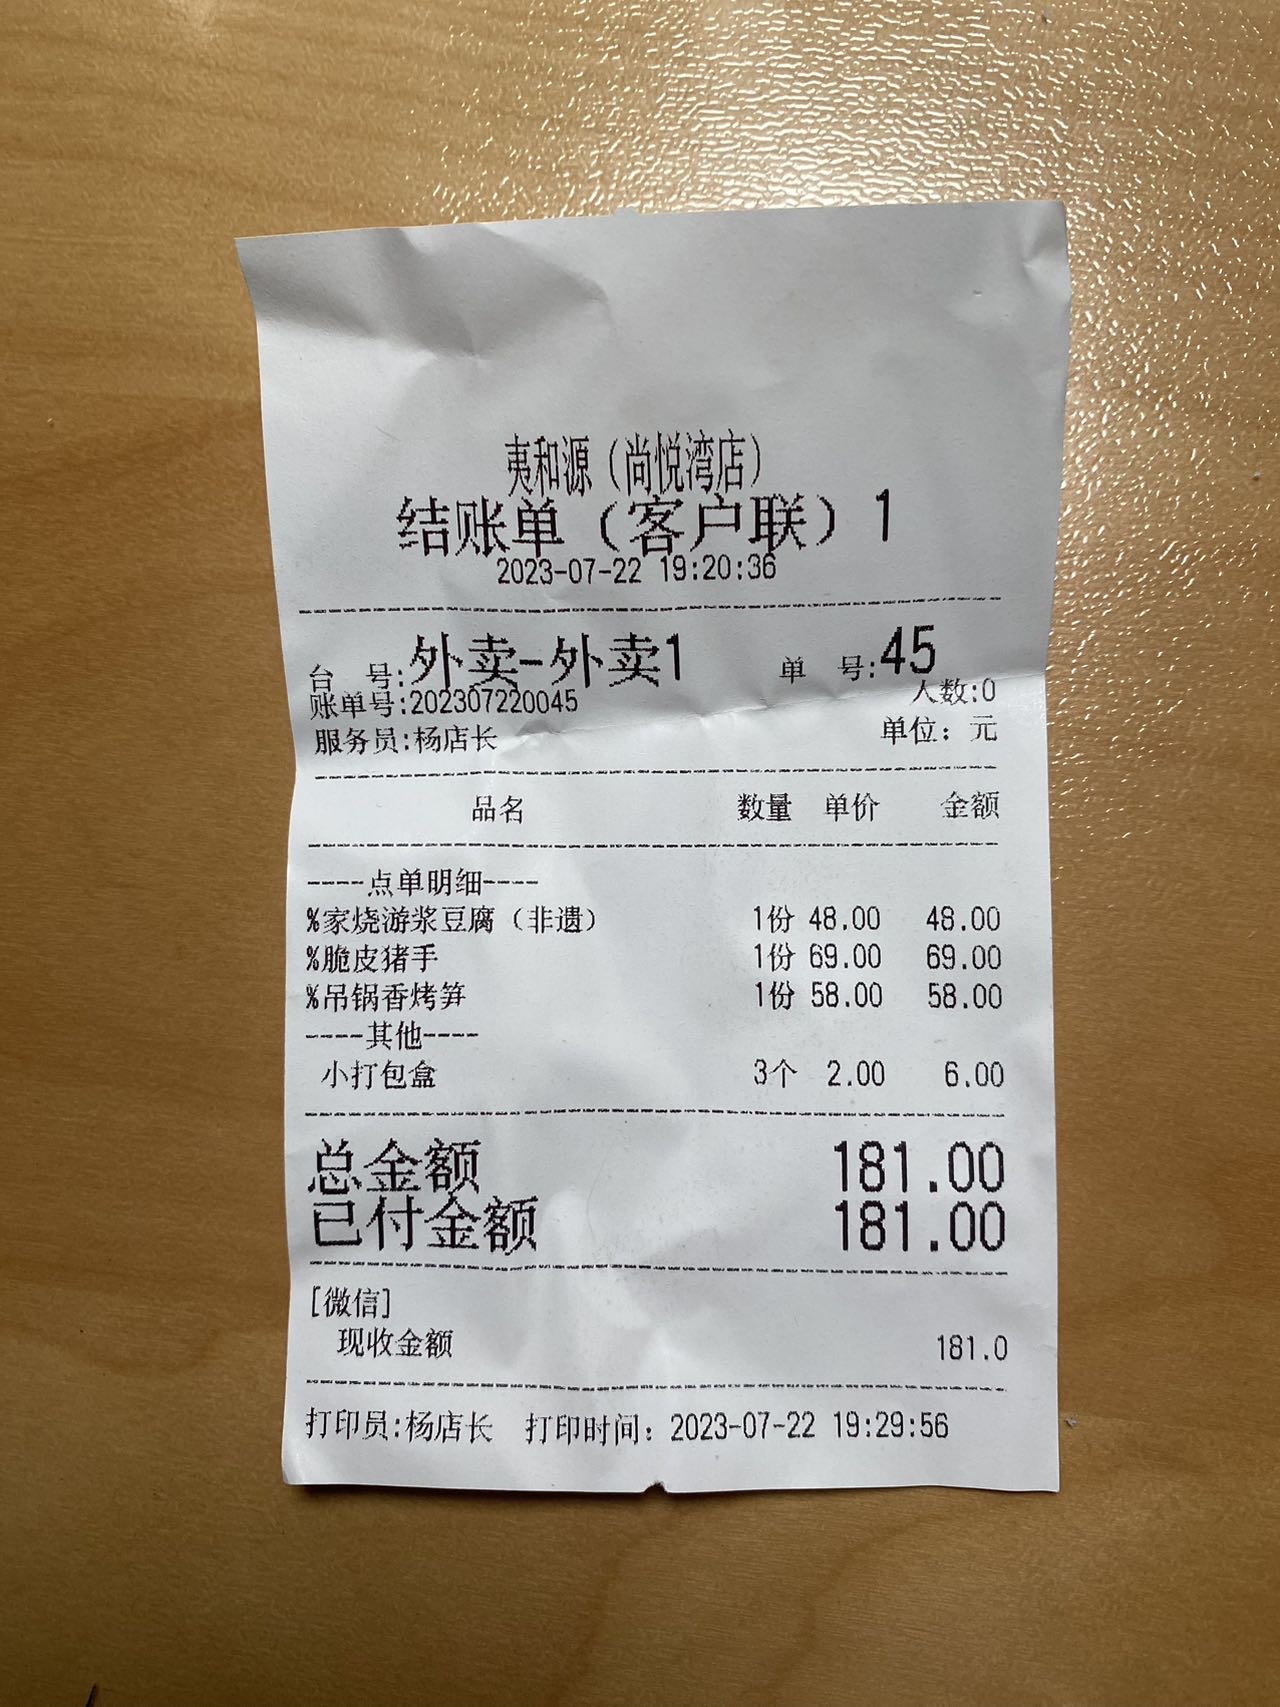 夷和源（尚悦湾店）
结账单（客户联）1
2023-07-22 19:20:36
台 号:外卖-外卖1 单 号:45
账单号:202307220045 人数:0
服务员:杨店长 单位：元
品名 数量 单价 金额
----点单明细----
%家烧游浆豆腐（非遗） 1份 48.00 48.00
%脆皮猪手 1份 69.00 69.00
%吊锅香烤笋 1份 58.00 58.00
----其他----
小打包盒 3个 2.00 6.00
总金额 181.00
已付金额 181.00
[微信]
现收金额 181.0
打印员:杨店长 打印时间：2023-07-22 19:29:56